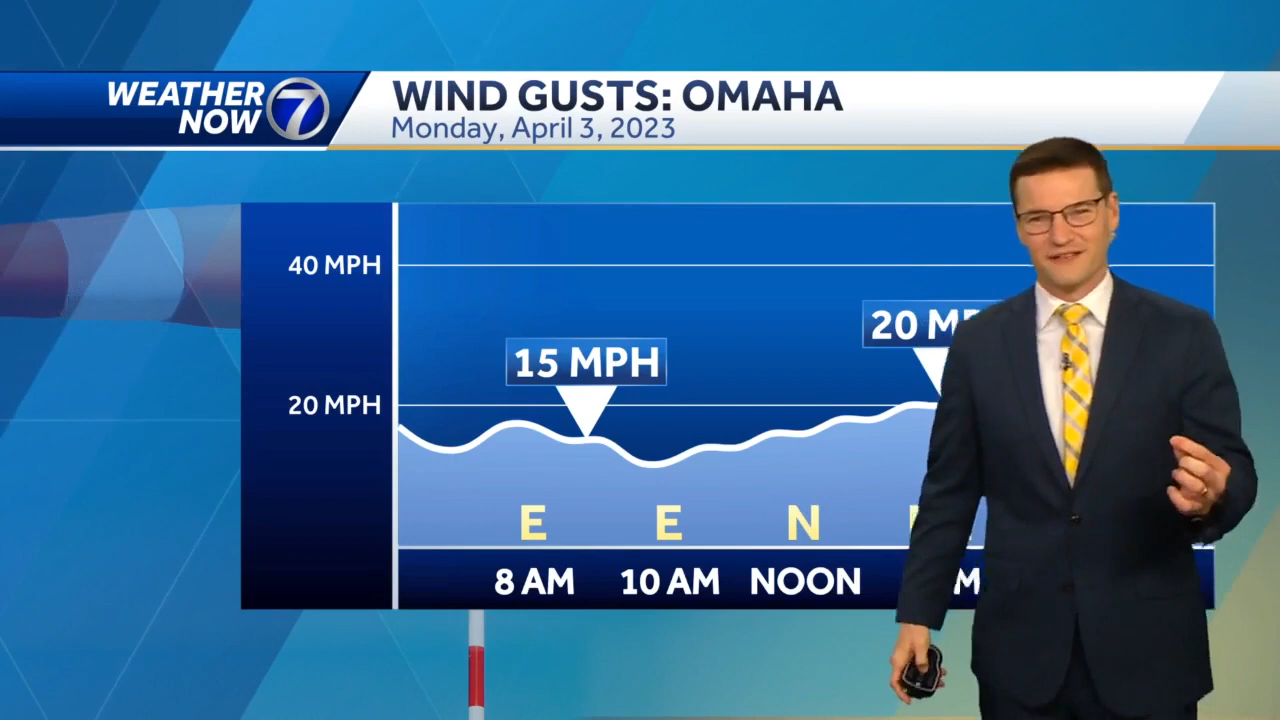 WEATHER
NOW 7
WIND GUSTS: OMAHA
Monday, April 3, 2023
40 MPH
20 MPH
15 MPH
20
E E N
8 AM 10 AM NOON